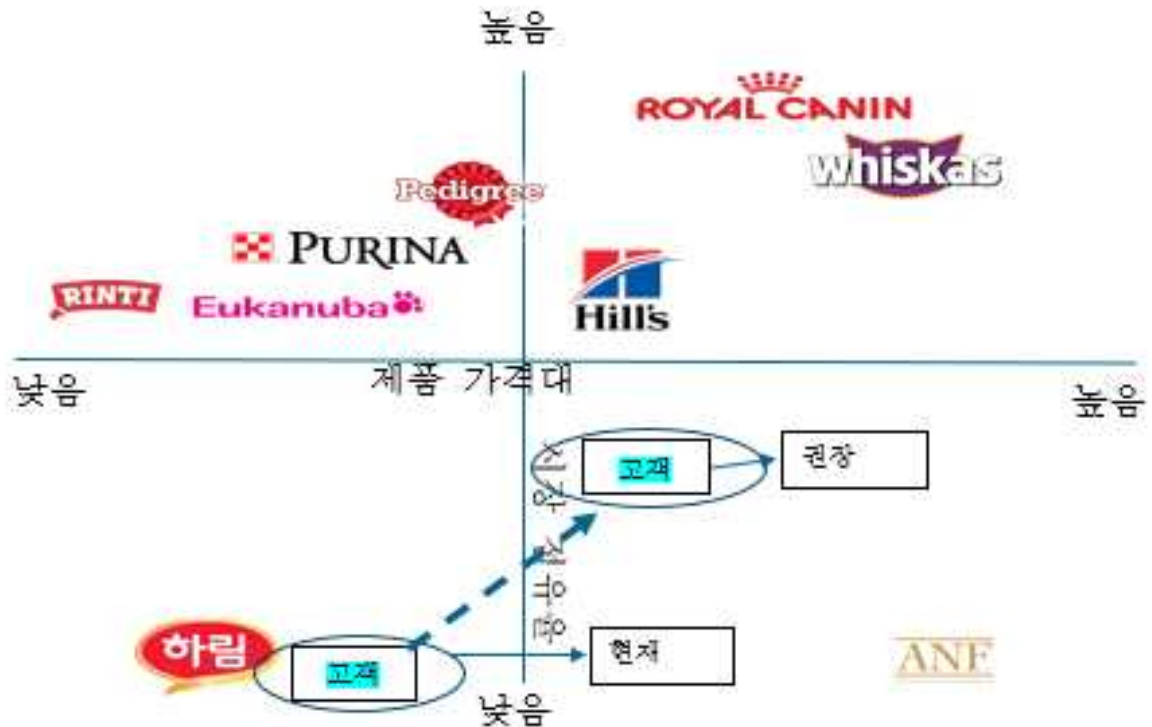 높음
ROYAL CANIN
whiskas
Pedigree
PURINA
RINTI
Eukanuba
Hill's
낮음
제품 가격대
높음
시장 점유율
고객
권장
하림
고객
현재
ANF
낮음